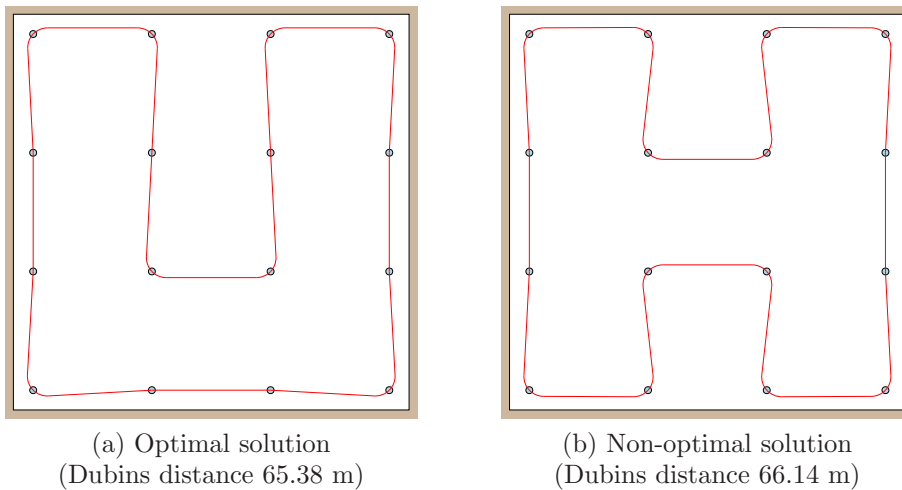 (a) Optimal solution
(Dubins distance 65.38 m)
(b) Non-optimal solution
(Dubins distance 66.14 m)